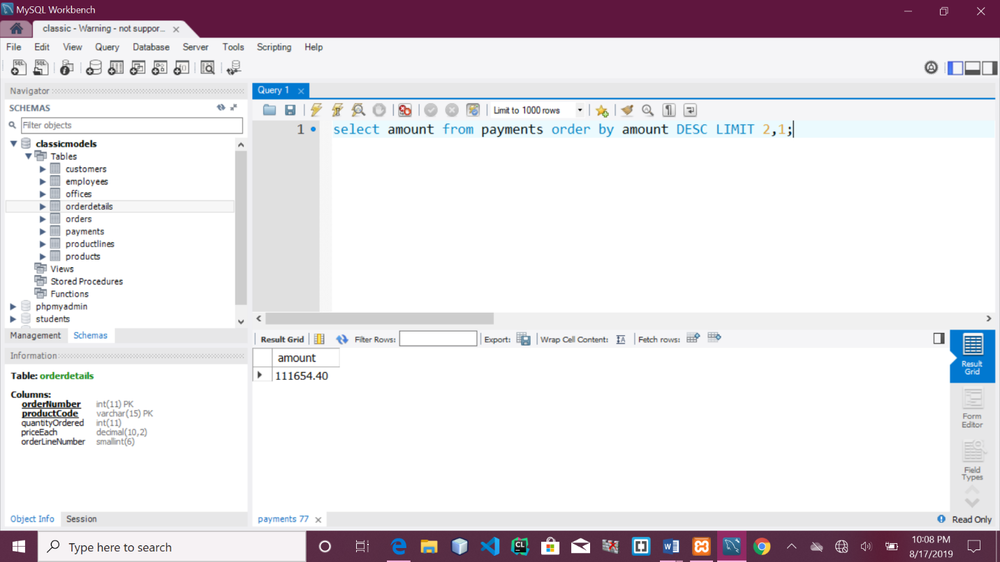 MySQL Workbench
classic - Warning - not suppor...
File Edit View Query Database Server Tools Scripting Help
Navigator
SCHEMAS
Filter objects
classicmodels
Tables
customers
employees
offices
orderdetails
orders
payments
productlines
products
Views
Stored Procedures
Functions
phpmyadmin
students
Management Schemas
Information
Table: orderdetails
Columns:
orderNumber int(11) PK
productCode varchar(15) PK
quantityOrdered int(11)
priceEach decimal(10,2)
orderLineNumber smallint(6)
Object Info Session
Query 1
Limit to 1000 rows
1 select amount from payments order by amount DESC LIMIT 2,1;
Result Grid Filter Rows: Export: Wrap Cell Content: Fetch rows:
amount
111654.40
Result
Grid
Form
Editor
Field
Types
payments 77
Read Only
Type here to search
10:08 PM
8/17/2019